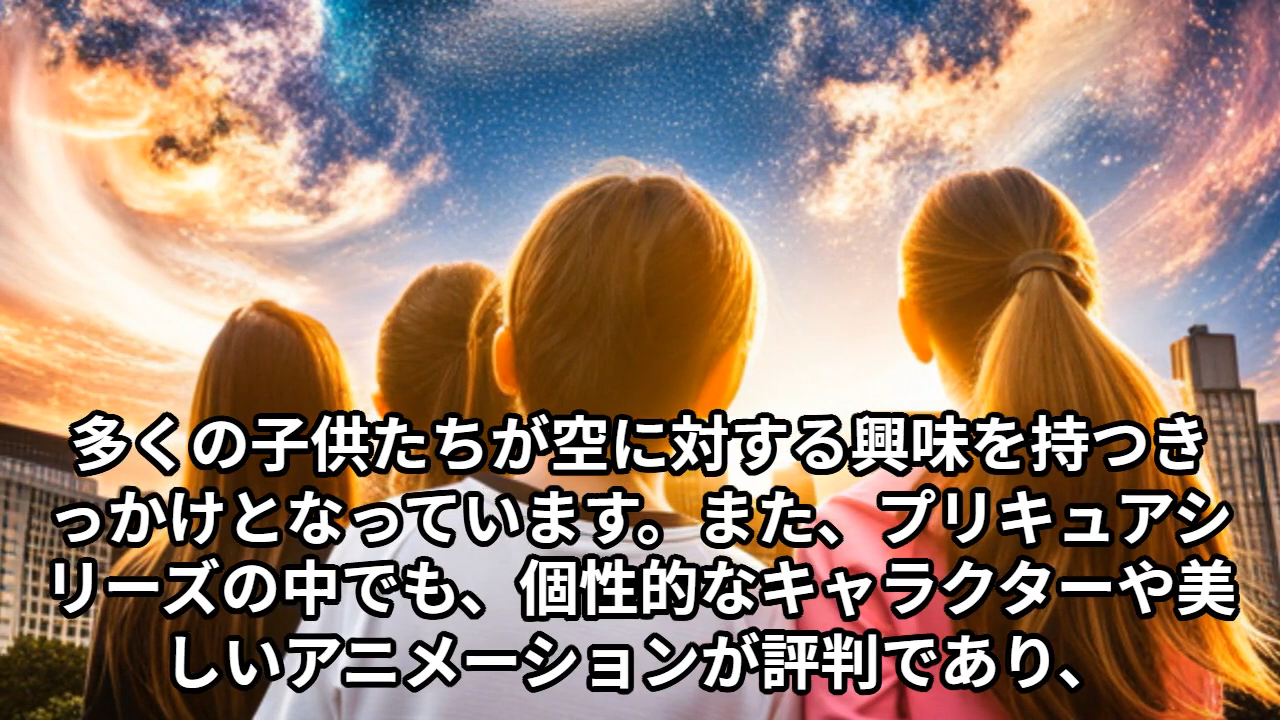 多くの子供たちが空に対する興味を持つき
っかけとなっています。また、プリキュアシ
リーズの中でも、個性的なキャラクターや美
しいアニメーションが評判であり、